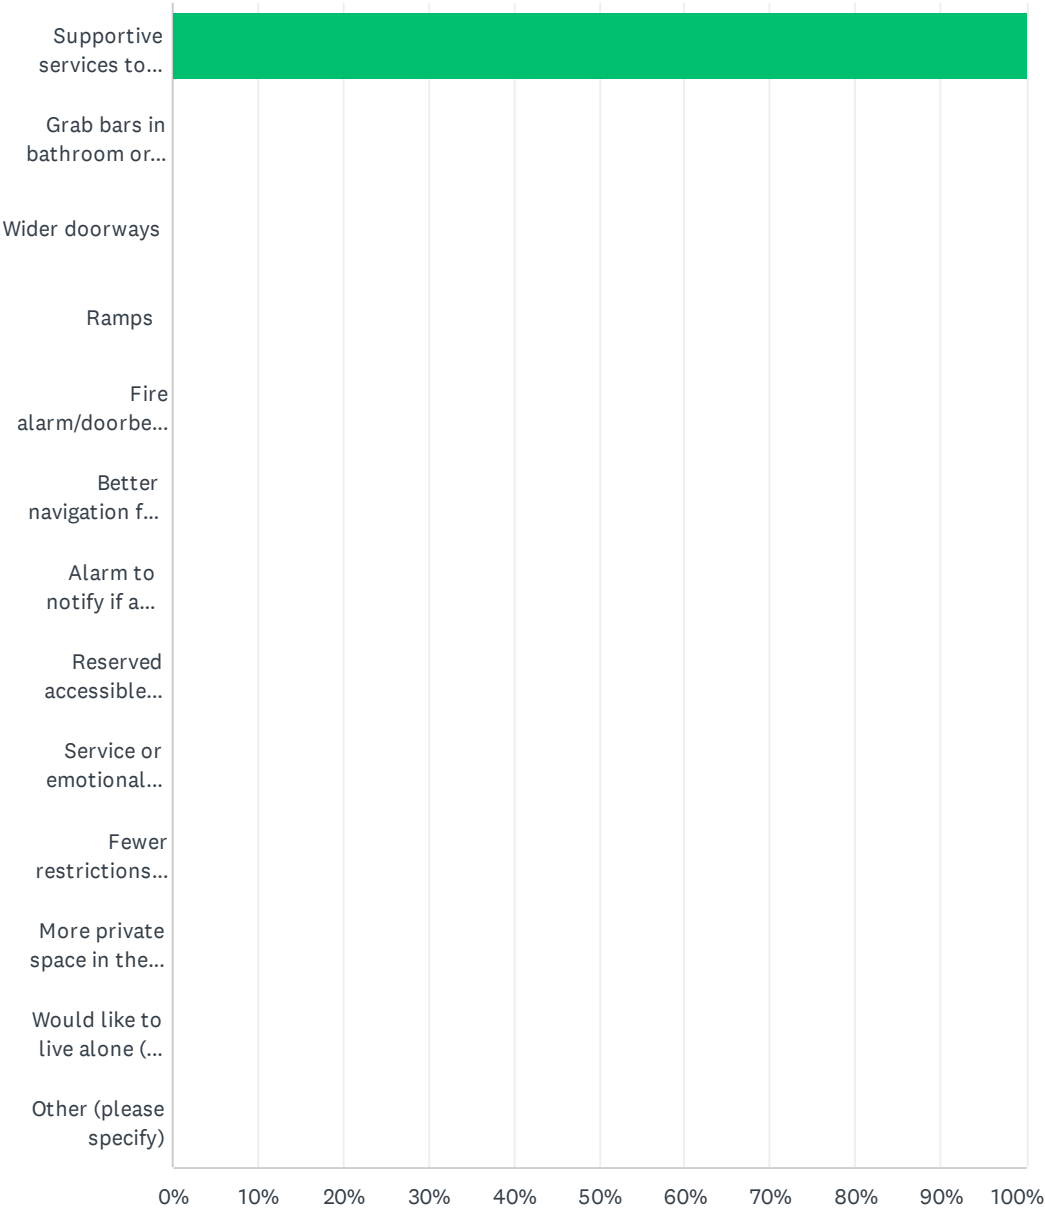 Supportive
services to...
Grab bars in
bathroom or...
Wider doorways
Ramps
Fire
alarm/doorbe...
Better
navigation f...
Alarm to
notify if a...
Reserved
accessible...
Service or
emotional...
Fewer
restrictions...
More private
space in the...
Would like to
live alone (...
Other (please
specify)
0% 10% 20% 30% 40% 50% 60% 70% 80% 90% 100%